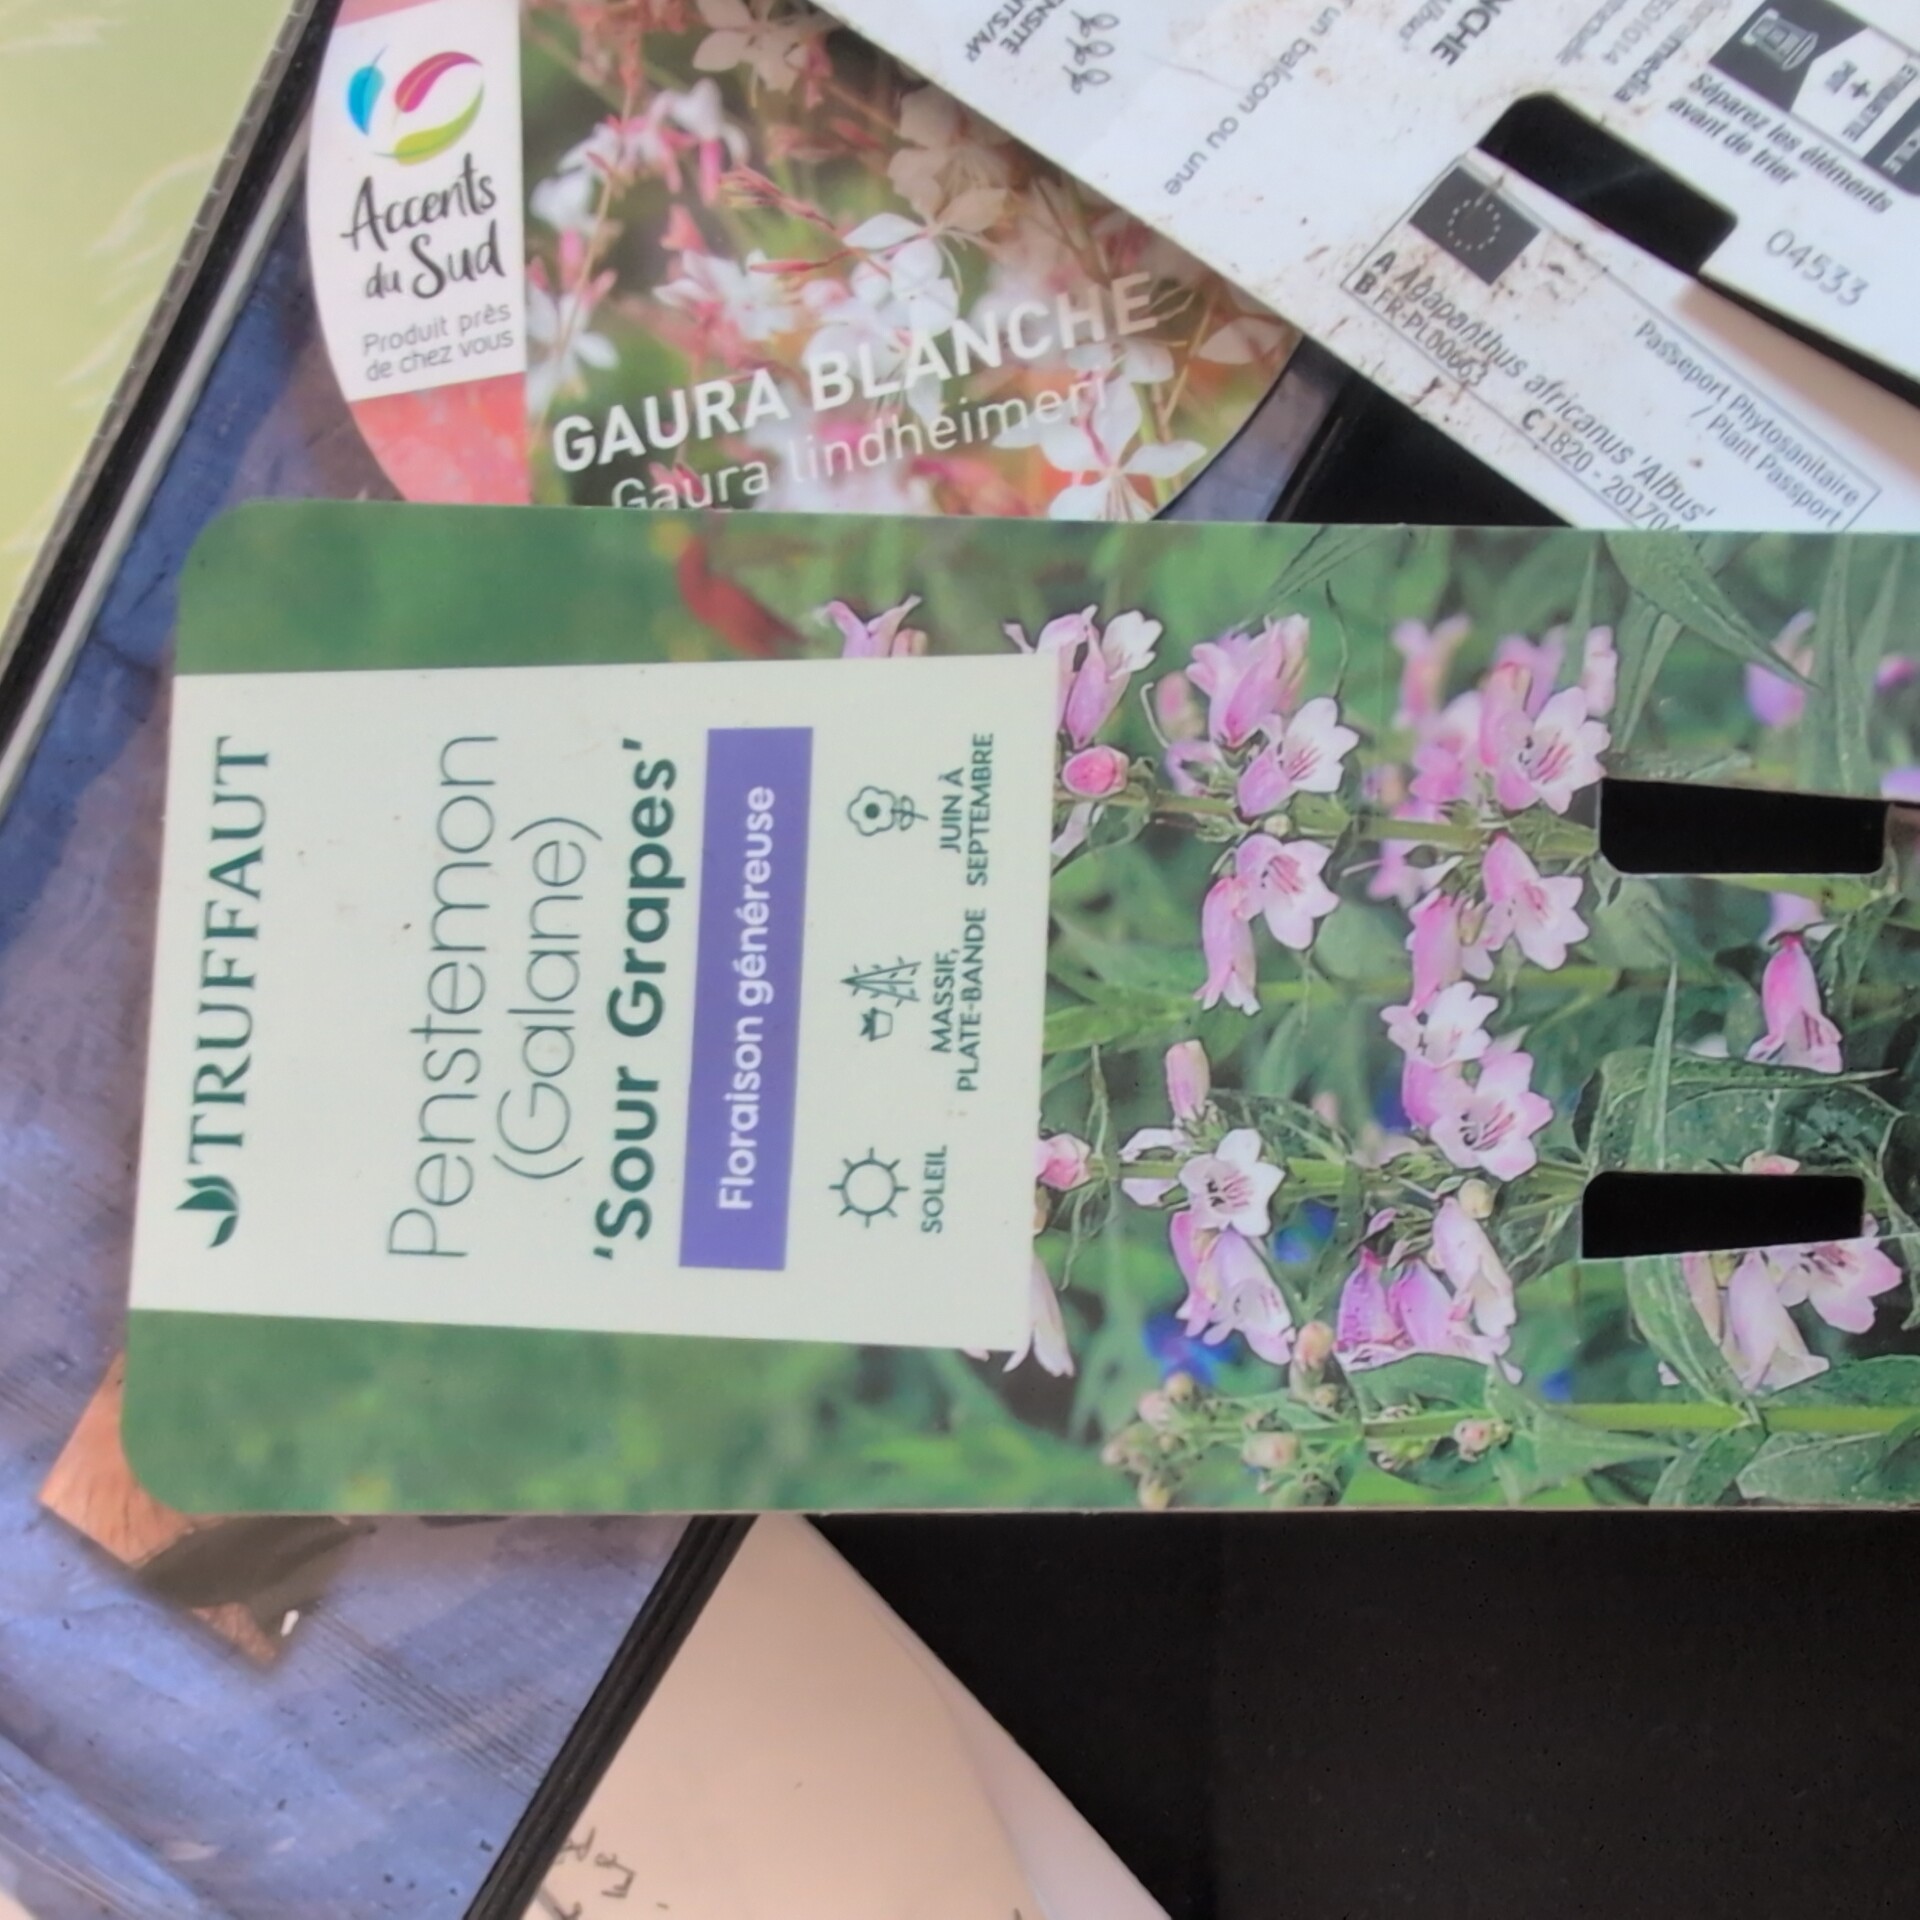 Accents
du Sud
Produit près
de chez vous
GAURA BLANCHE
Gaura lindheimeri
un balcon ou une
Séparez les éléments
avant de trier
04533
Passeport Phytosanitaire
/ Plant Passport
A Agapanthus africanus 'Albus'
B FR-PL00663
C 1820 - 20170
TRUFFAUT
Penstemon
(Galane)
'Sour Grapes'
Floraison généreuse
SOLEIL
MASSIF,
PLATE-BANDE
JUIN À
SEPTEMBRE